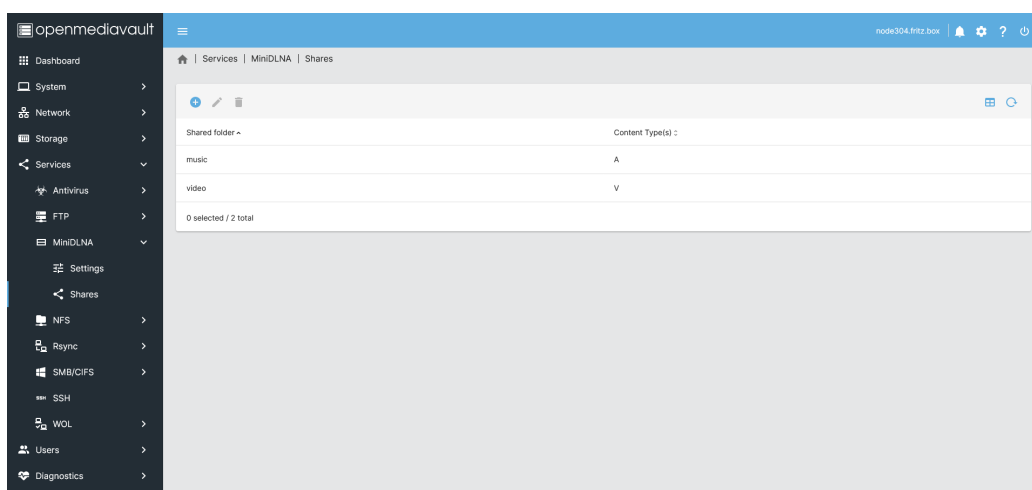 openmediavault
node304.fritz.box | ?
Dashboard
| Services | MiniDLNA | Shares
System
Network
Storage
Services
Antivirus
FTP
MiniDLNA
Settings
Shares
NFS
Rsync
SMB/CIFS
SSH SSH
WOL
Users
Diagnostics
Shared folder Content Type(s)
music A
video V
0 selected / 2 total